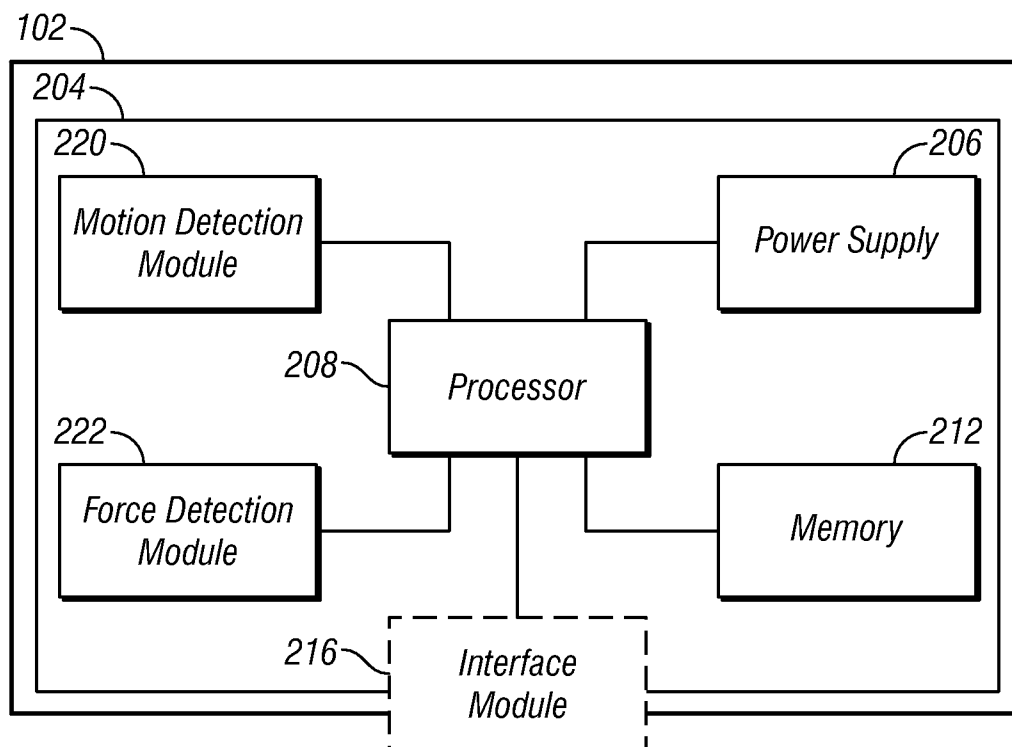 102
204
220
206
Motion Detection
Module
Power Supply
208
Processor
222
212
Force Detection
Module
Memory
216
Interface
Module